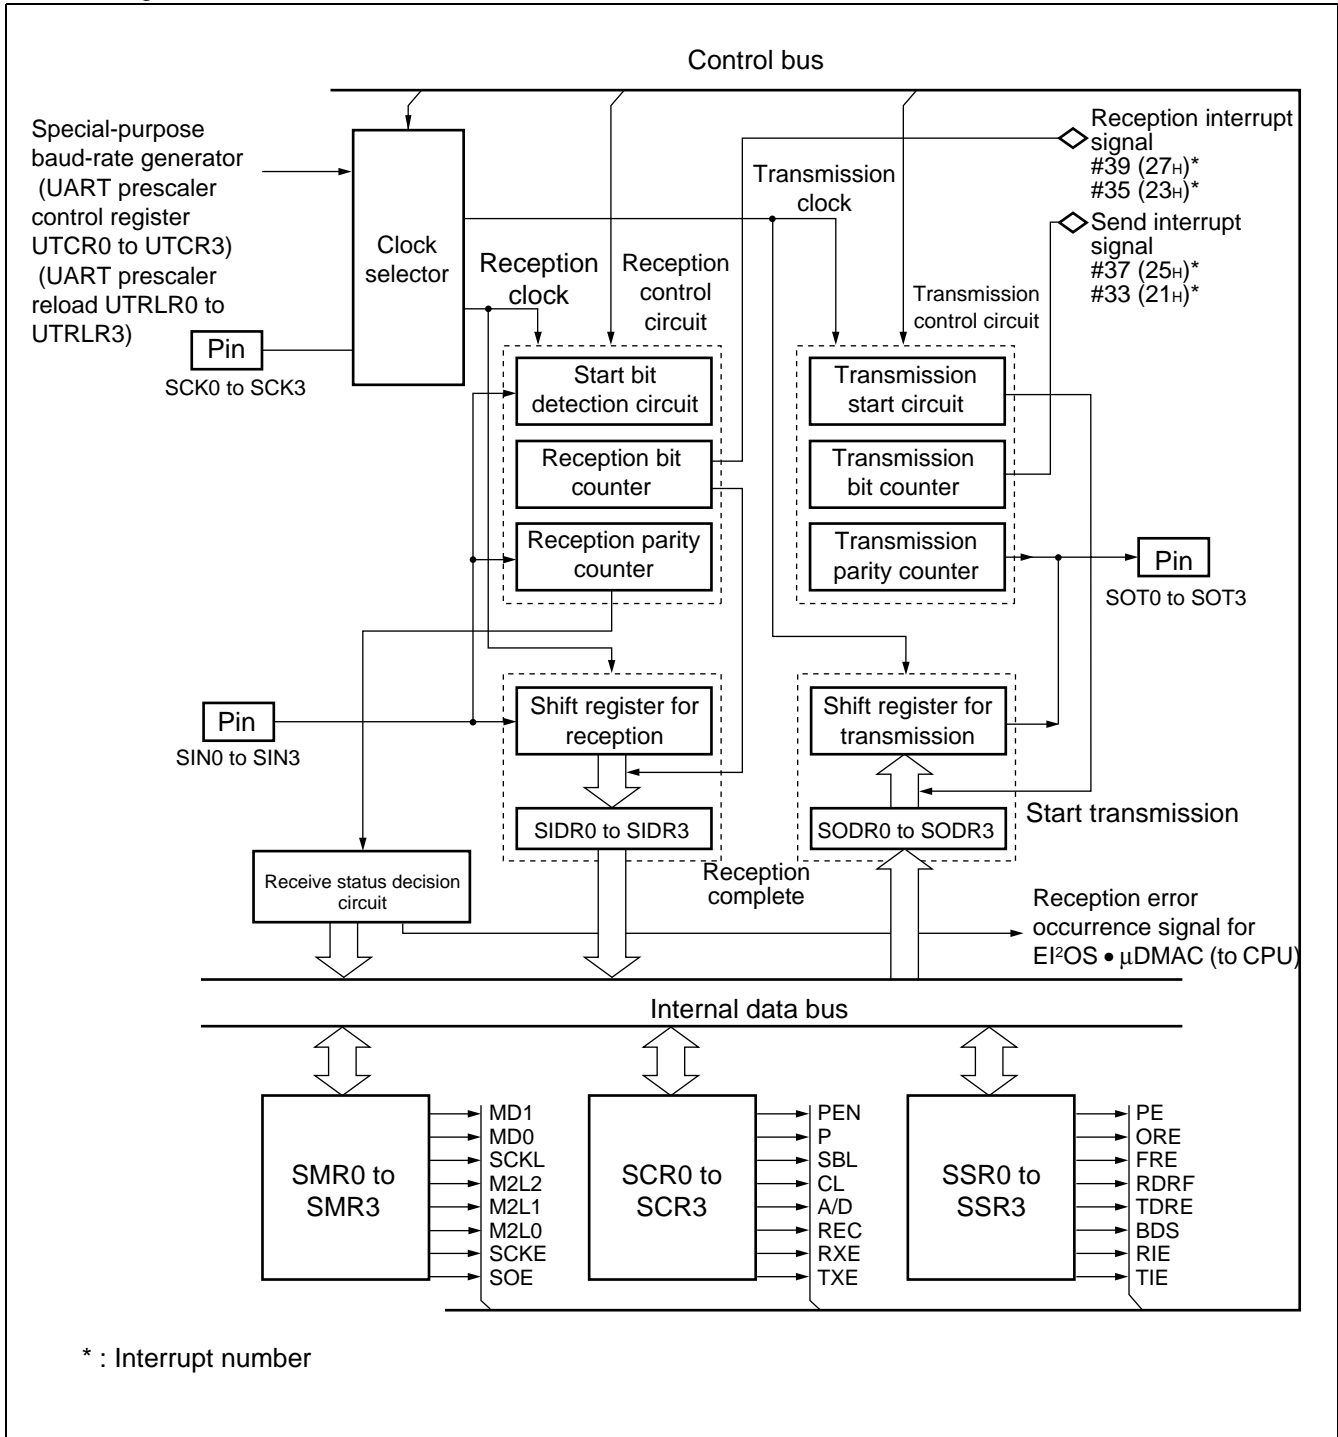 Control bus
Special-purpose
baud-rate generator
(UART prescaler
control register
UTCR0 to UTCR3)
(UART prescaler
reload UTRLR0 to
UTRLR3)
Pin
SCK0 to SCK3
Clock
selector
Reception
clock
Reception
control
circuit
Transmission
clock
Transmission
control circuit
Reception interrupt
signal
#39 (27H)*
#35 (23H)*
Send interrupt
signal
#37 (25H)*
#33 (21H)*
Start bit
detection circuit
Reception bit
counter
Reception parity
counter
Transmission
start circuit
Transmission
bit counter
Transmission
parity counter
Pin
SOT0 to SOT3
Pin
SIN0 to SIN3
Shift register for
reception
SIDR0 to SIDR3
Shift register for
transmission
SODR0 to SODR3
Start transmission
Reception
complete
Receive status decision
circuit
Reception error
occurrence signal for
EI²OS • μDMAC (to CPU)
Internal data bus
SMR0 to
SMR3
MD1
MD0
SCKL
M2L2
M2L1
M2L0
SCKE
SOE
SCR0 to
SCR3
PEN
P
SBL
CL
A/D
REC
RXE
TXE
SSR0 to
SSR3
PE
ORE
FRE
RDRF
TDRE
BDS
RIE
TIE
* : Interrupt number